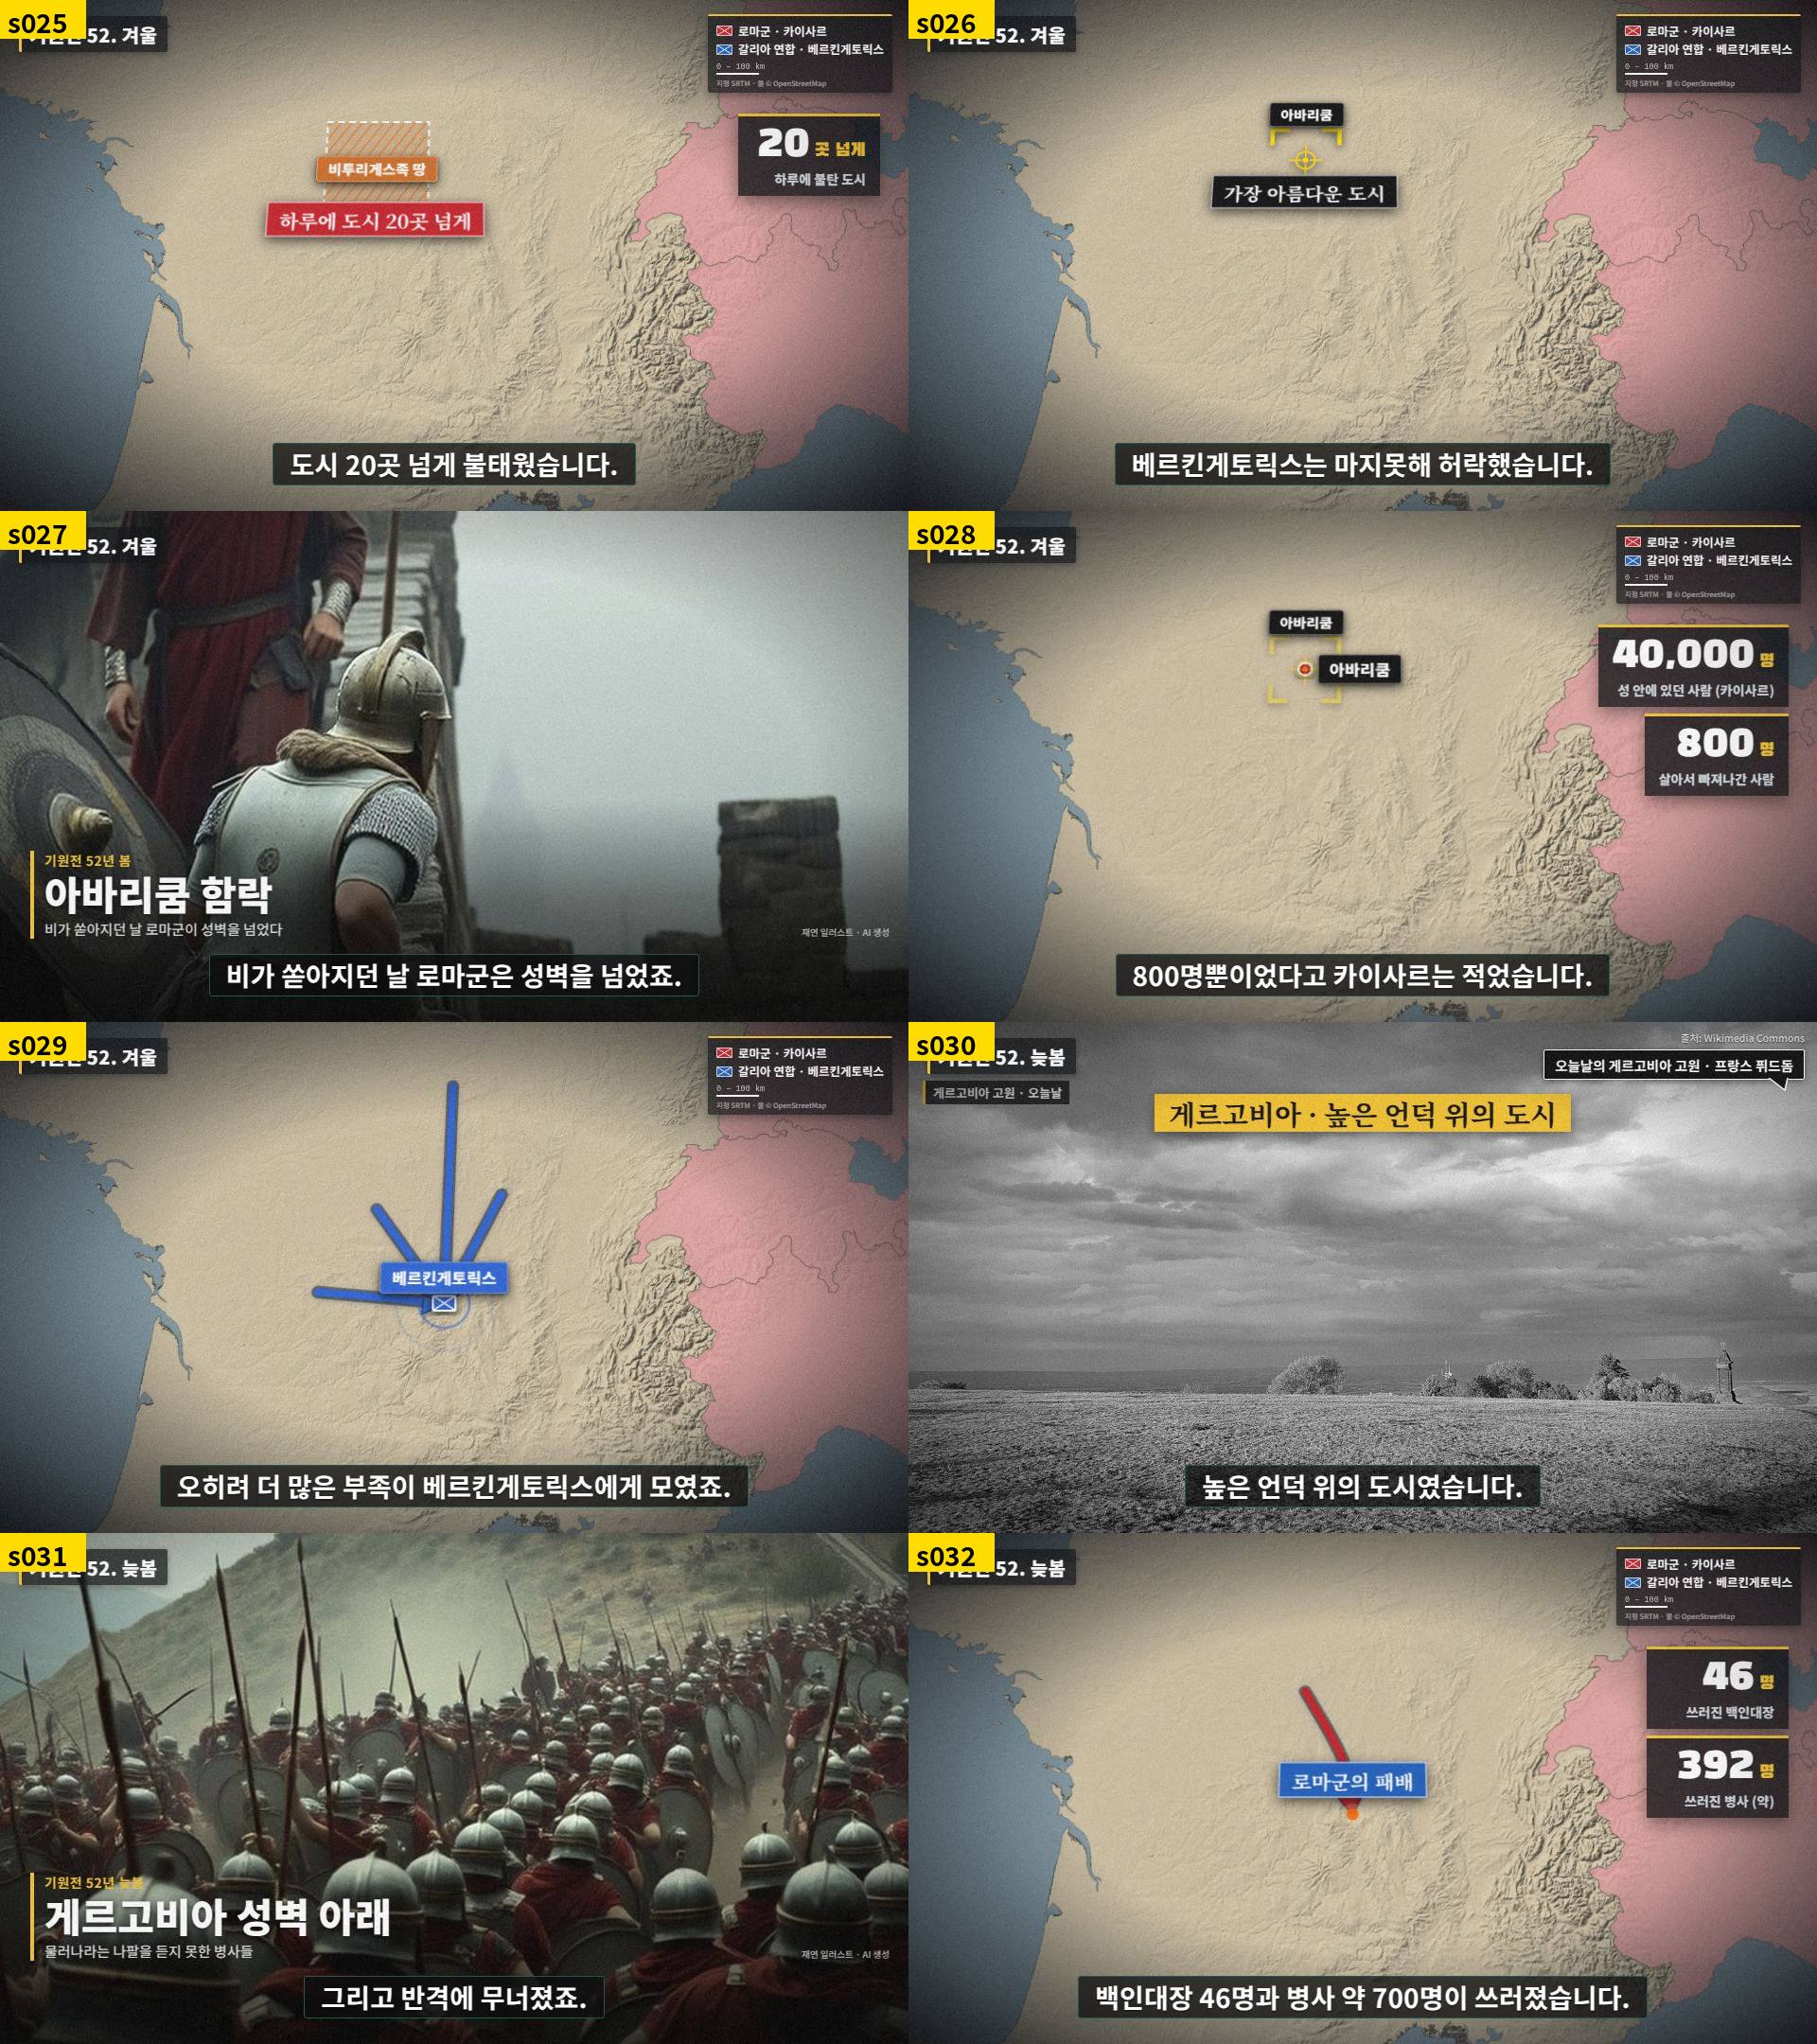 s025
52. 겨울
로마군 · 카이사르
갈리아 연합 · 베르킨게토릭스
0 – 100 km
지형 SRTM · 물 © OpenStreetMap
20 곳 넘게
하루에 불탄 도시
비투리게스족 땅
하루에 도시 20곳 넘게
도시 20곳 넘게 불태웠습니다.
s026
52. 겨울
로마군 · 카이사르
갈리아 연합 · 베르킨게토릭스
0 – 100 km
지형 SRTM · 물 © OpenStreetMap
아바리쿰
가장 아름다운 도시
베르킨게토릭스는 마지못해 허락했습니다.
s027
52. 겨울
기원전 52년 봄
아바리쿰 함락
비가 쏟아지던 날 로마군이 성벽을 넘었다
재연 일러스트 · AI 생성
비가 쏟아지던 날 로마군은 성벽을 넘었죠.
s028
52. 겨울
로마군 · 카이사르
갈리아 연합 · 베르킨게토릭스
0 – 100 km
지형 SRTM · 물 © OpenStreetMap
아바리쿰
아바리쿰
40,000 명
성 안에 있던 사람 (카이사르)
800 명
살아서 빠져나간 사람
800명뿐이었다고 카이사르는 적었습니다.
s029
52. 겨울
로마군 · 카이사르
갈리아 연합 · 베르킨게토릭스
0 – 100 km
지형 SRTM · 물 © OpenStreetMap
베르킨게토릭스
오히려 더 많은 부족이 베르킨게토릭스에게 모였죠.
s030
52. 늦봄
게르고비아 고원 · 오늘날
출처: Wikimedia Commons
오늘날의 게르고비아 고원 · 프랑스 퓌드돔
게르고비아 · 높은 언덕 위의 도시
높은 언덕 위의 도시였습니다.
s031
52. 늦봄
기원전 52년 늦봄
게르고비아 성벽 아래
물러나라는 나팔을 듣지 못한 병사들
재연 일러스트 · AI 생성
그리고 반격에 무너졌죠.
s032
52. 늦봄
로마군 · 카이사르
갈리아 연합 · 베르킨게토릭스
0 – 100 km
지형 SRTM · 물 © OpenStreetMap
46 명
쓰러진 백인대장
392 명
쓰러진 병사 (약)
로마군의 패배
백인대장 46명과 병사 약 700명이 쓰러졌습니다.